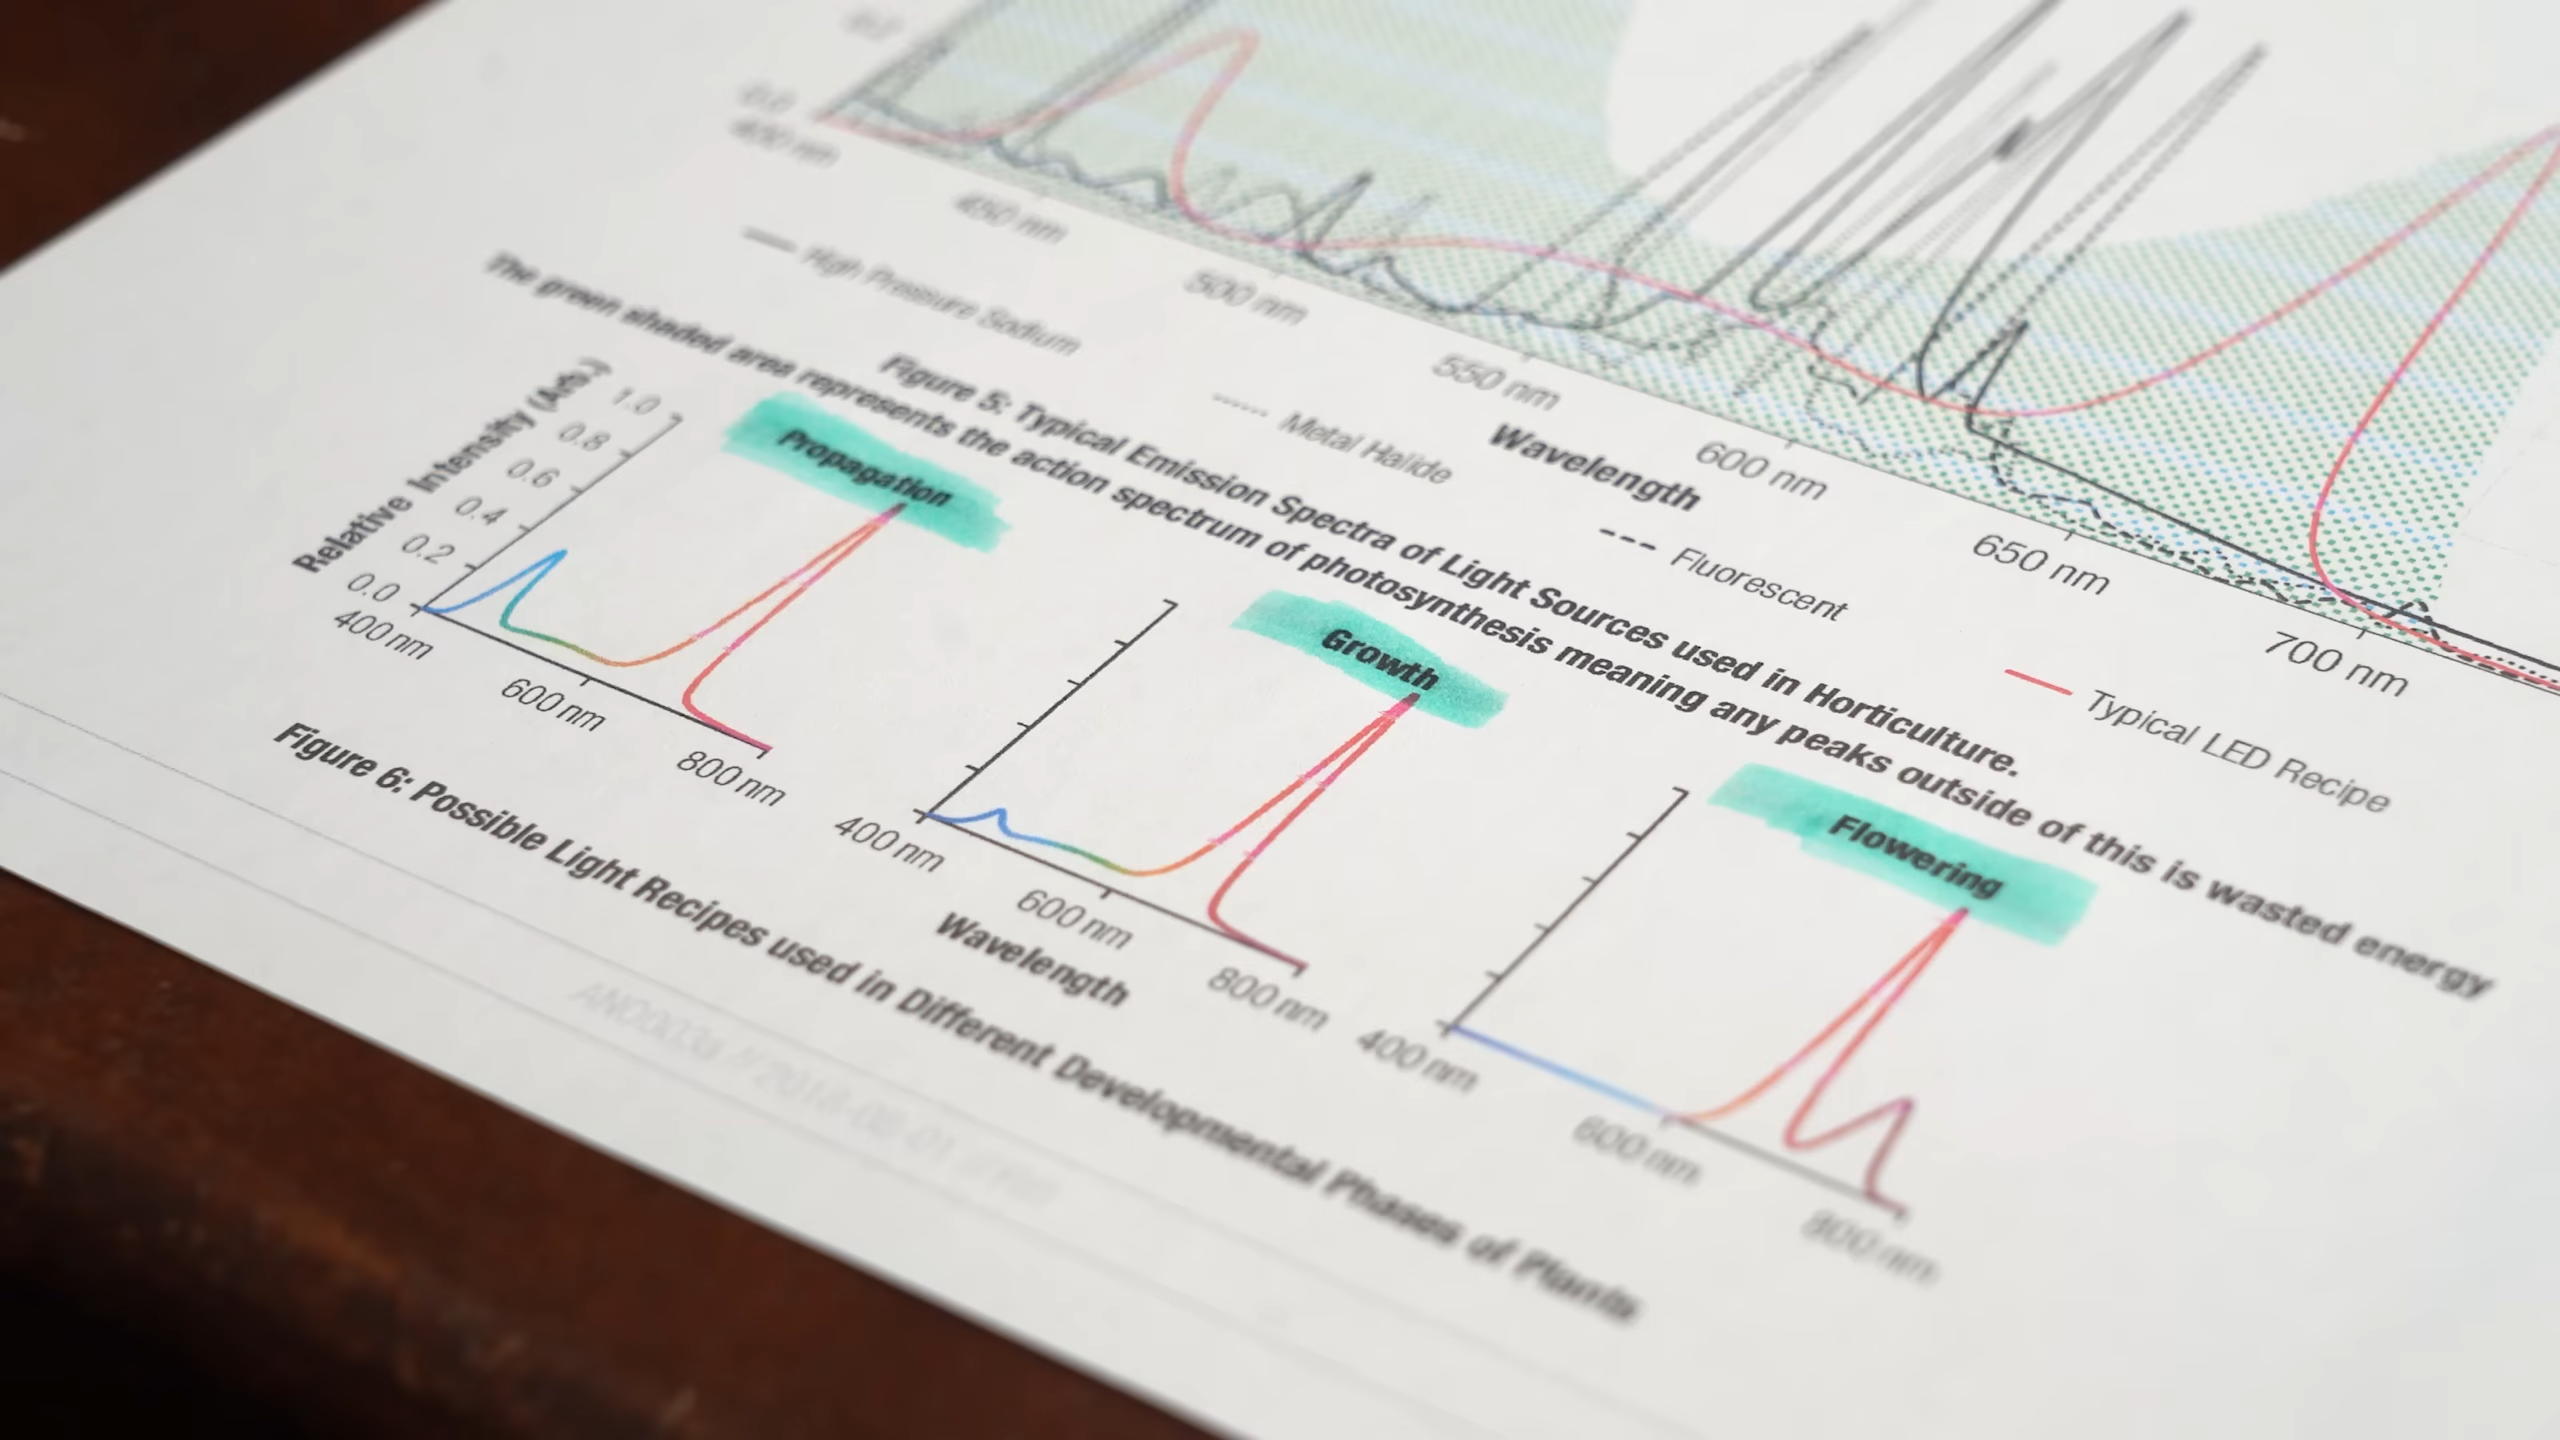 0.0
400 nm
450 nm
500 nm
550 nm
600 nm
650 nm
700 nm
Wavelength
High Pressure Sodium
Metal Halide
Fluorescent
Typical LED Recipe
Figure 5: Typical Emission Spectra of Light Sources used in Horticulture.
The green shaded area represents the action spectrum of photosynthesis meaning any peaks outside of this is wasted energy
Relative Intensity (Arb.)
1.0
0.8
0.6
0.4
0.2
0.0
Propagation
400 nm
600 nm
800 nm
Growth
400 nm
600 nm
800 nm
Wavelength
Flowering
400 nm
600 nm
800 nm
Figure 6: Possible Light Recipes used in Different Developmental Phases of Plants